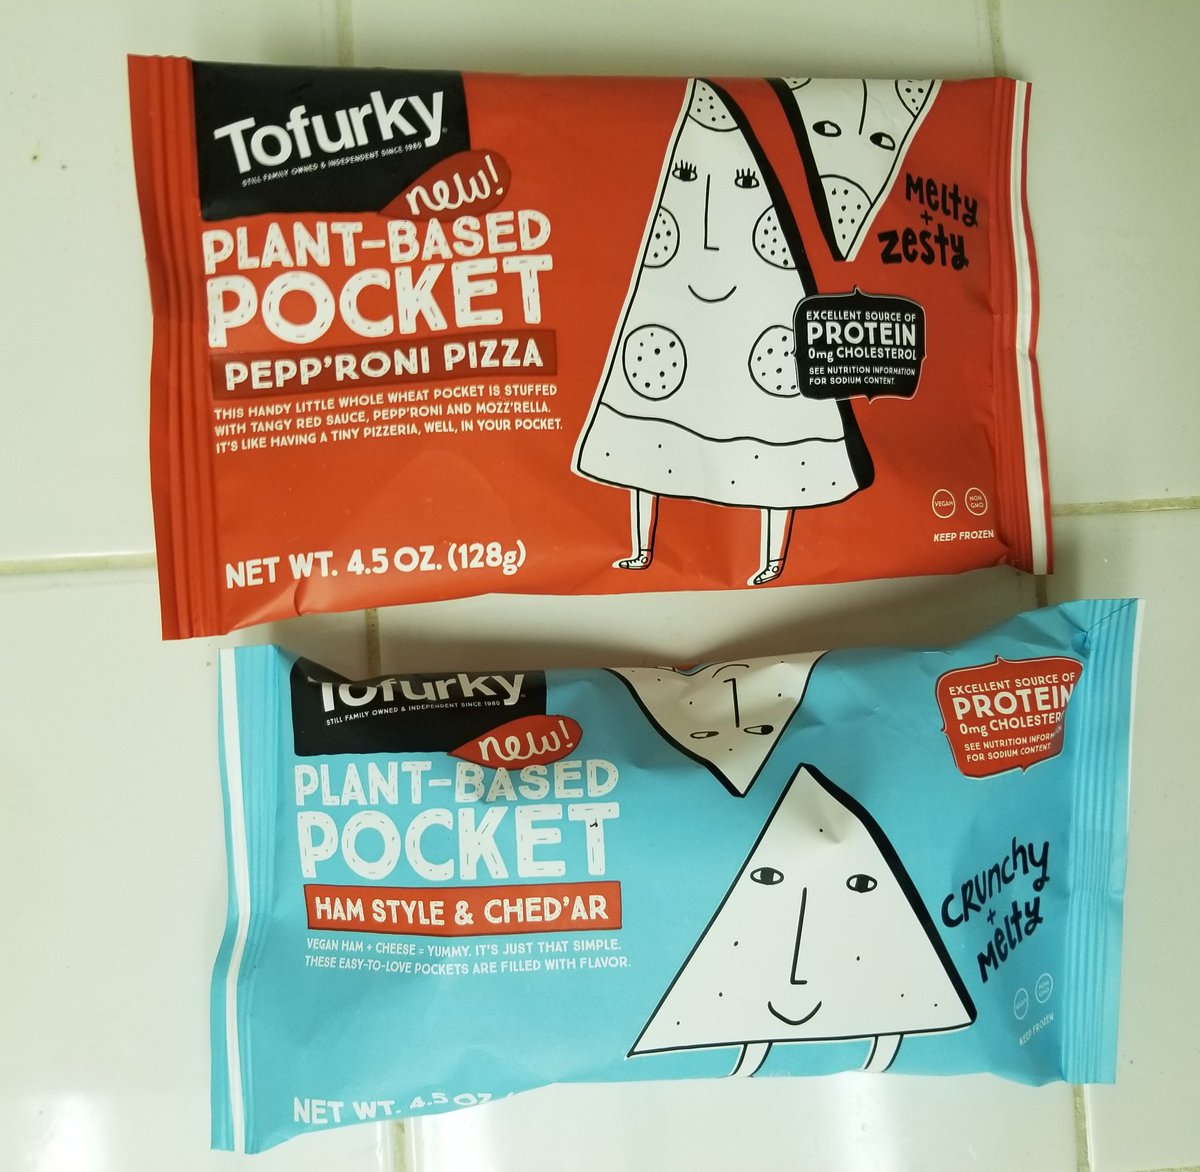 Tofurky
STILL FAMILY OWNED & INDEPENDENT SINCE 1980
new!
PLANT-BASED
POCKET
PEPP'RONI PIZZA
THIS HANDY LITTLE WHOLE WHEAT POCKET IS STUFFED
WITH TANGY RED SAUCE, PEPP'RONI AND MOZZ'RELLA.
IT'S LIKE HAVING A TINY PIZZERIA, WELL, IN YOUR POCKET.
NET WT. 4.5 OZ. (128g)
MeLty
+
Zesty
EXCELLENT SOURCE OF
PROTEIN
0mg CHOLESTEROL
SEE NUTRITION INFORMATION
FOR SODIUM CONTENT.
VEGAN
NON
GMO
KEEP FROZEN
Tofurky
STILL FAMILY OWNED & INDEPENDENT SINCE 1980
new!
PLANT-BASED
POCKET
HAM STYLE & CHED'AR
VEGAN HAM + CHEESE = YUMMY. IT'S JUST THAT SIMPLE.
THESE EASY-TO-LOVE POCKETS ARE FILLED WITH FLAVOR.
NET WT. 4.5 OZ. (
EXCELLENT SOURCE OF
PROTEIN
0mg CHOLESTER
SEE NUTRITION INFORM
FOR SODIUM CONTENT
CRUnchy
+
MeLty
VEGAN
NON
GMO
KEEP FROZEN